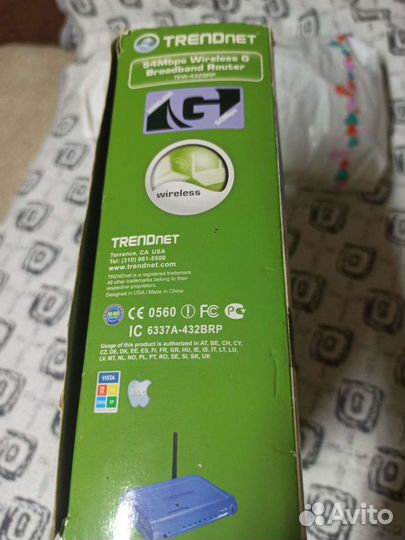 TRENDNET
54Mbps Wireless G
Broadband Router
TEW-432BRP
G
wireless
TRENDNET
Torrance, CA USA
Tel: (310) 961-5500
www.trendnet.com
TRENDnet is a registered trademark.
All other trademarks belong to their
respective proprietors.
Designed in USA / Made in China
CE 0560 FC
IC 6337A-432BRP
Usage of this product is authorized in AT, BE, CH, CY,
CZ, DE, DK, EE, ES, FI, FR, GR, HU, IE, IS, IT, LT, LU,
LV, MT, NL, NO, PL, PT, RO, SE, SI, SK, UK
VISTA
Mac
Avito